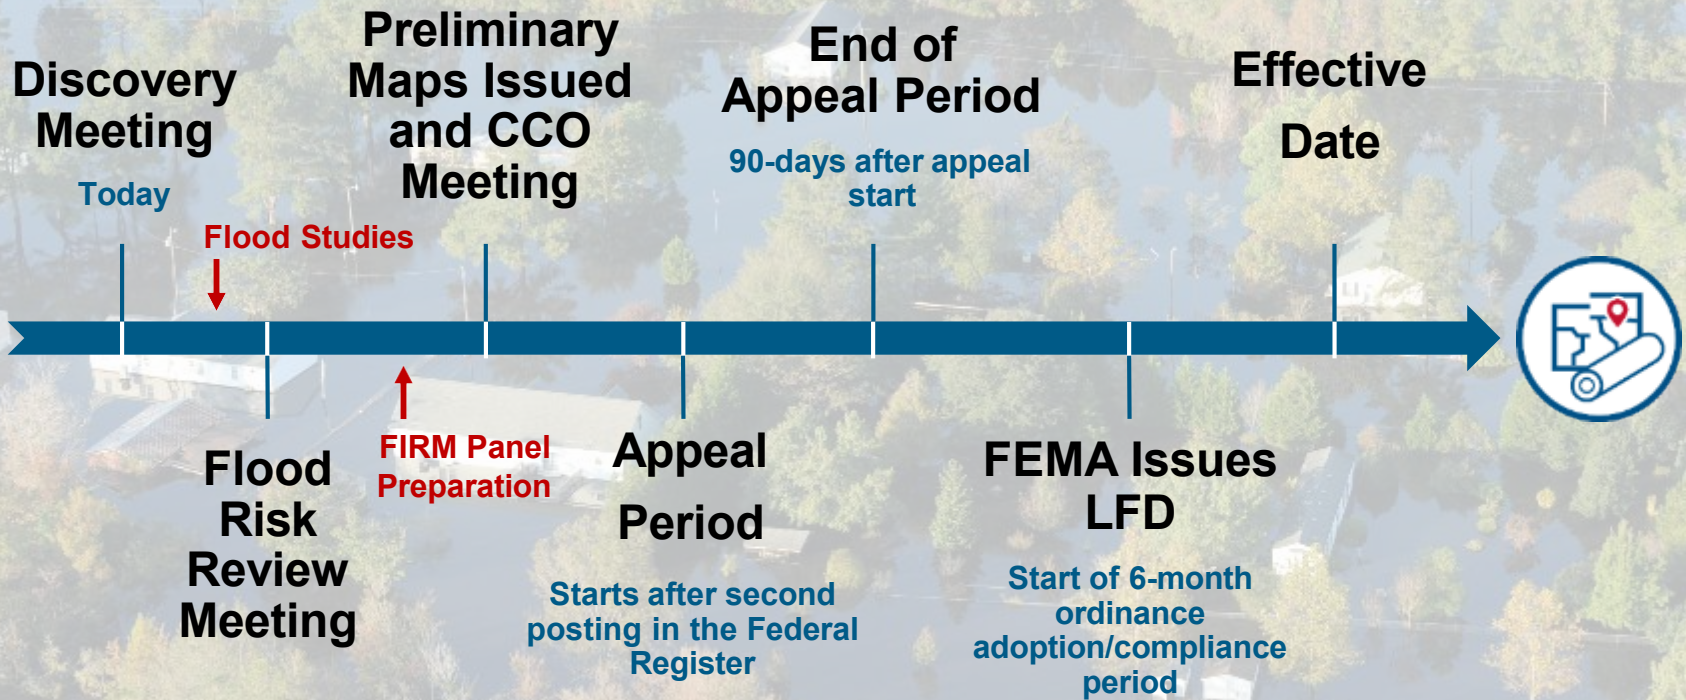 Discovery
Meeting
Today
Flood Studies
Preliminary
Maps Issued
and CCO
Meeting
End of
Appeal Period
90-days after appeal
start
Effective
Date
Flood
Risk
Review
Meeting
FIRM Panel
Preparation
Appeal
Period
Starts after second
posting in the Federal
Register
FEMA Issues
LFD
Start of 6-month
ordinance
adoption/compliance
period